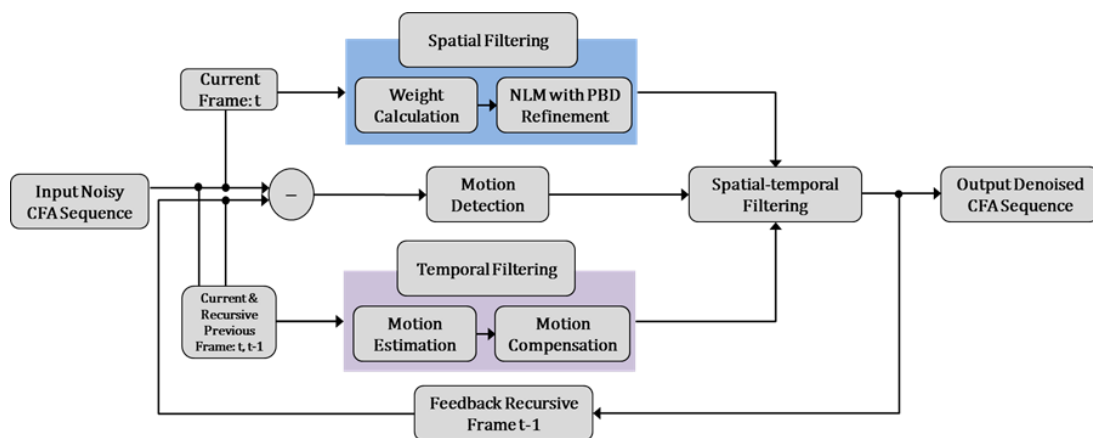 Spatial Filtering
Current
Frame: t
Weight
Calculation
NLM with PBD
Refinement
Input Noisy
CFA Sequence
−
Motion
Detection
Spatial-temporal
Filtering
Output Denoised
CFA Sequence
Temporal Filtering
Current &
Recursive
Previous
Frame: t, t-1
Motion
Estimation
Motion
Compensation
Feedback Recursive
Frame t-1